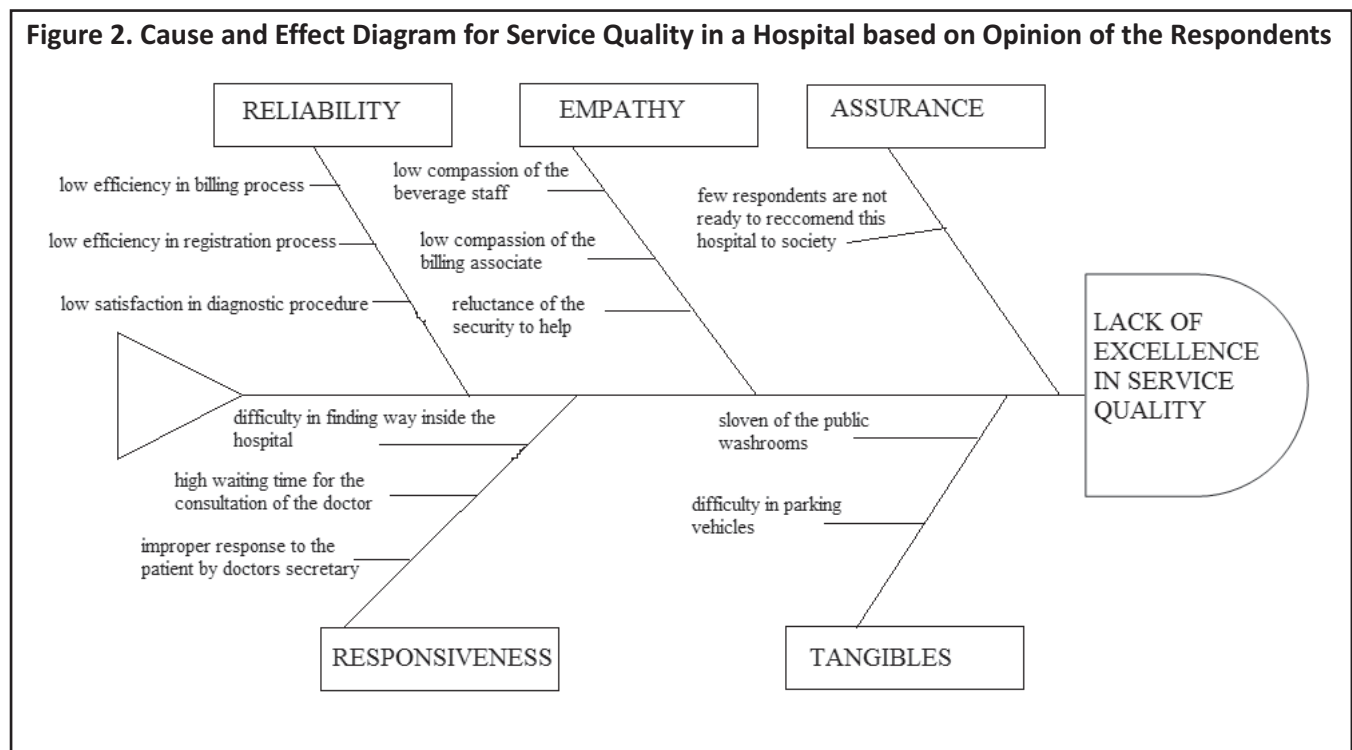 Figure 2. Cause and Effect Diagram for Service Quality in a Hospital based on Opinion of the Respondents
RELIABILITY
EMPATHY
ASSURANCE
low efficiency in billing process
low efficiency in registration process
low satisfaction in diagnostic procedure
low compassion of the
beverage staff
low compassion of the
billing associate
reluctance of the
security to help
few respondents are not
ready to reccomend this
hospital to society
LACK OF
EXCELLENCE
IN SERVICE
QUALITY
difficulty in finding way inside the
hospital
high waiting time for the
consultation of the doctor
improper response to the
patient by doctors secretary
sloven of the public
washrooms
difficulty in parking
vehicles
RESPONSIVENESS
TANGIBLES